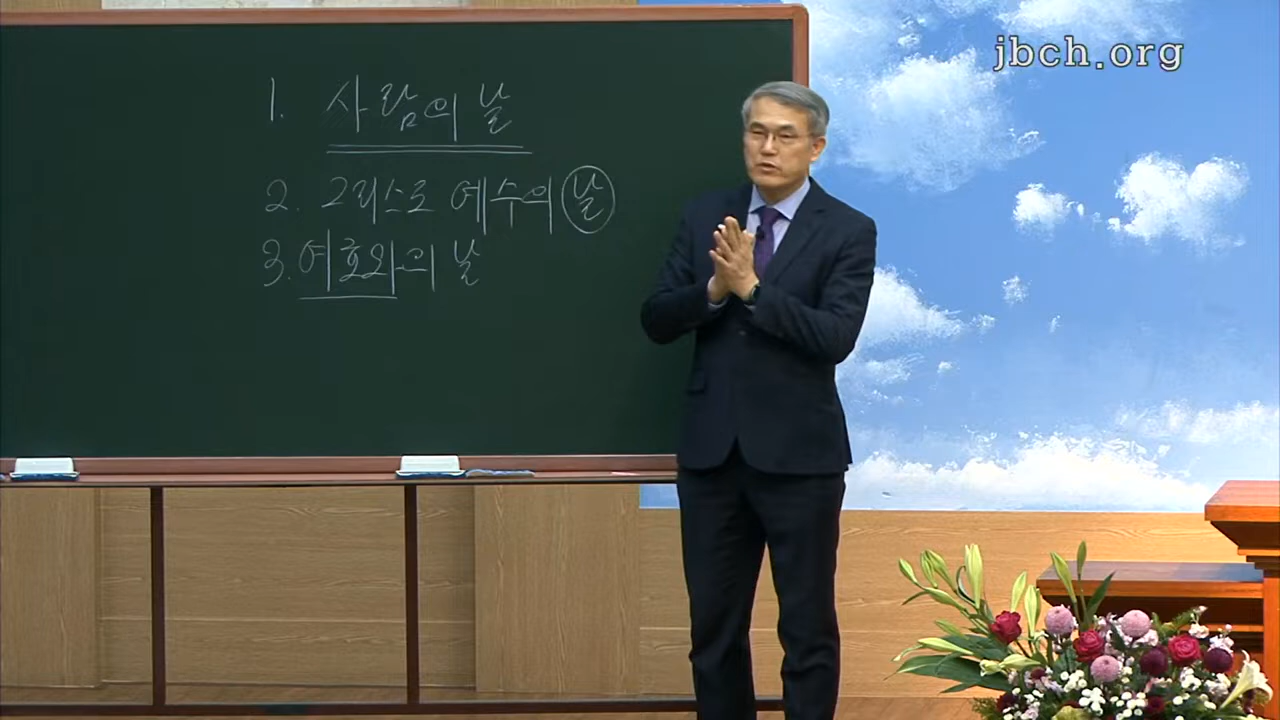 jbch.org
1. 사람의 날
2. 그리스도 예수의 날
3. 여호와의 날